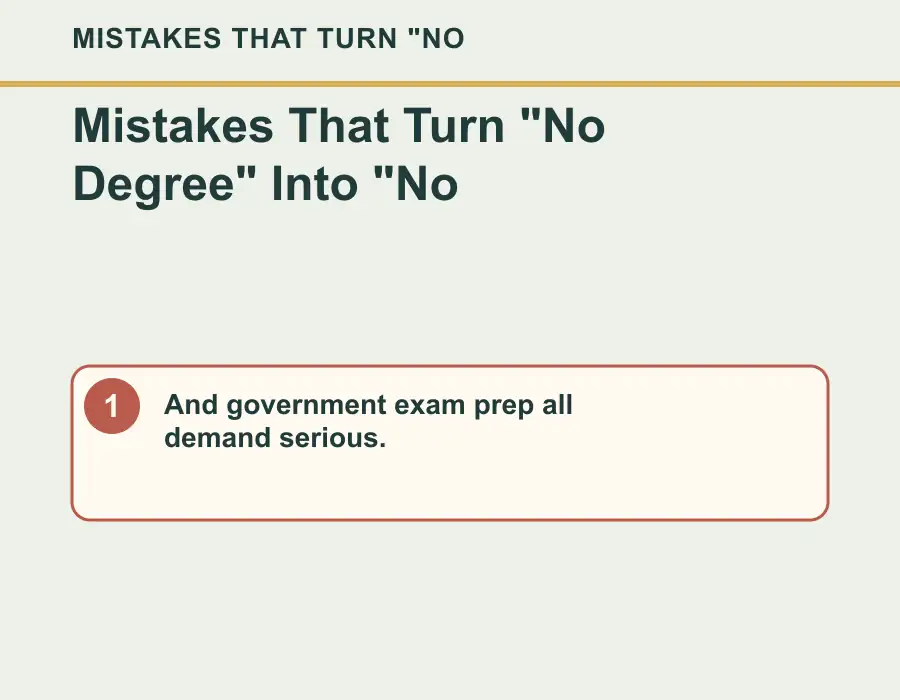 MISTAKES THAT TURN "NO
Mistakes That Turn "No
Degree" Into "No
1
And government exam prep all
demand serious.